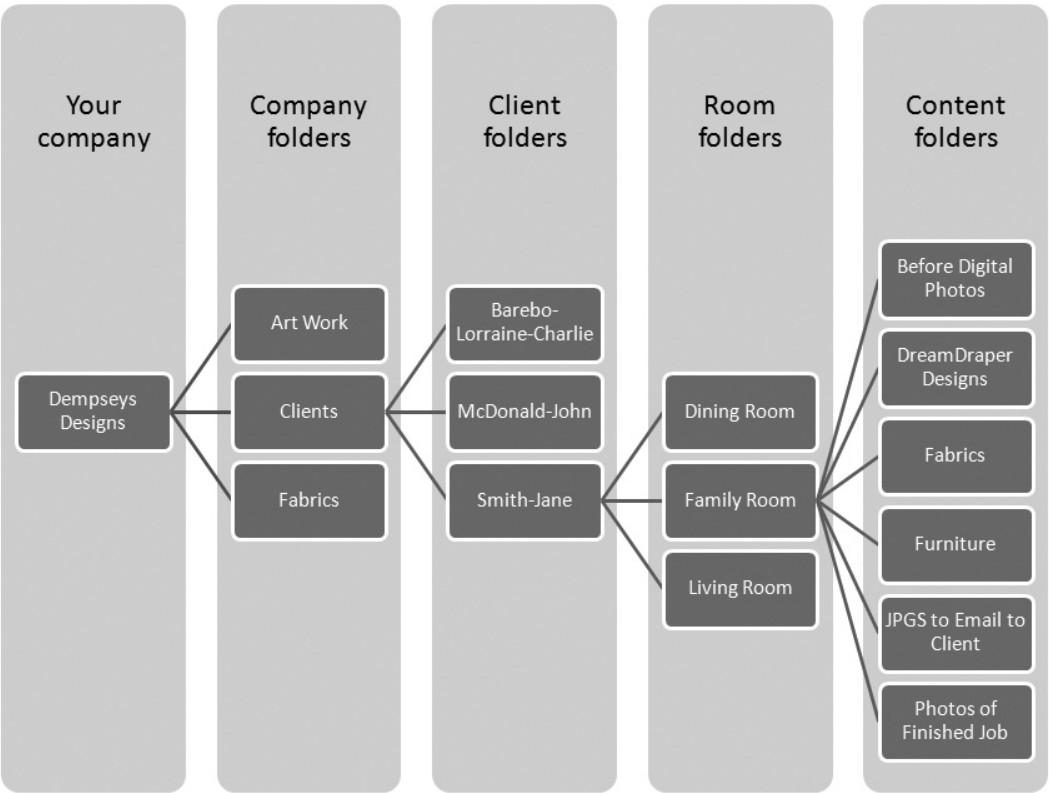 Your
company
Company
folders
Client
folders
Room
folders
Content
folders
Dempseys
Designs
Art Work
Clients
Fabrics
Barebo-
Lorraine-Charlie
McDonald-John
Smith-Jane
Dining Room
Family Room
Living Room
Before Digital
Photos
DreamDraper
Designs
Fabrics
Furniture
JPGS to Email to
Client
Photos of
Finished Job